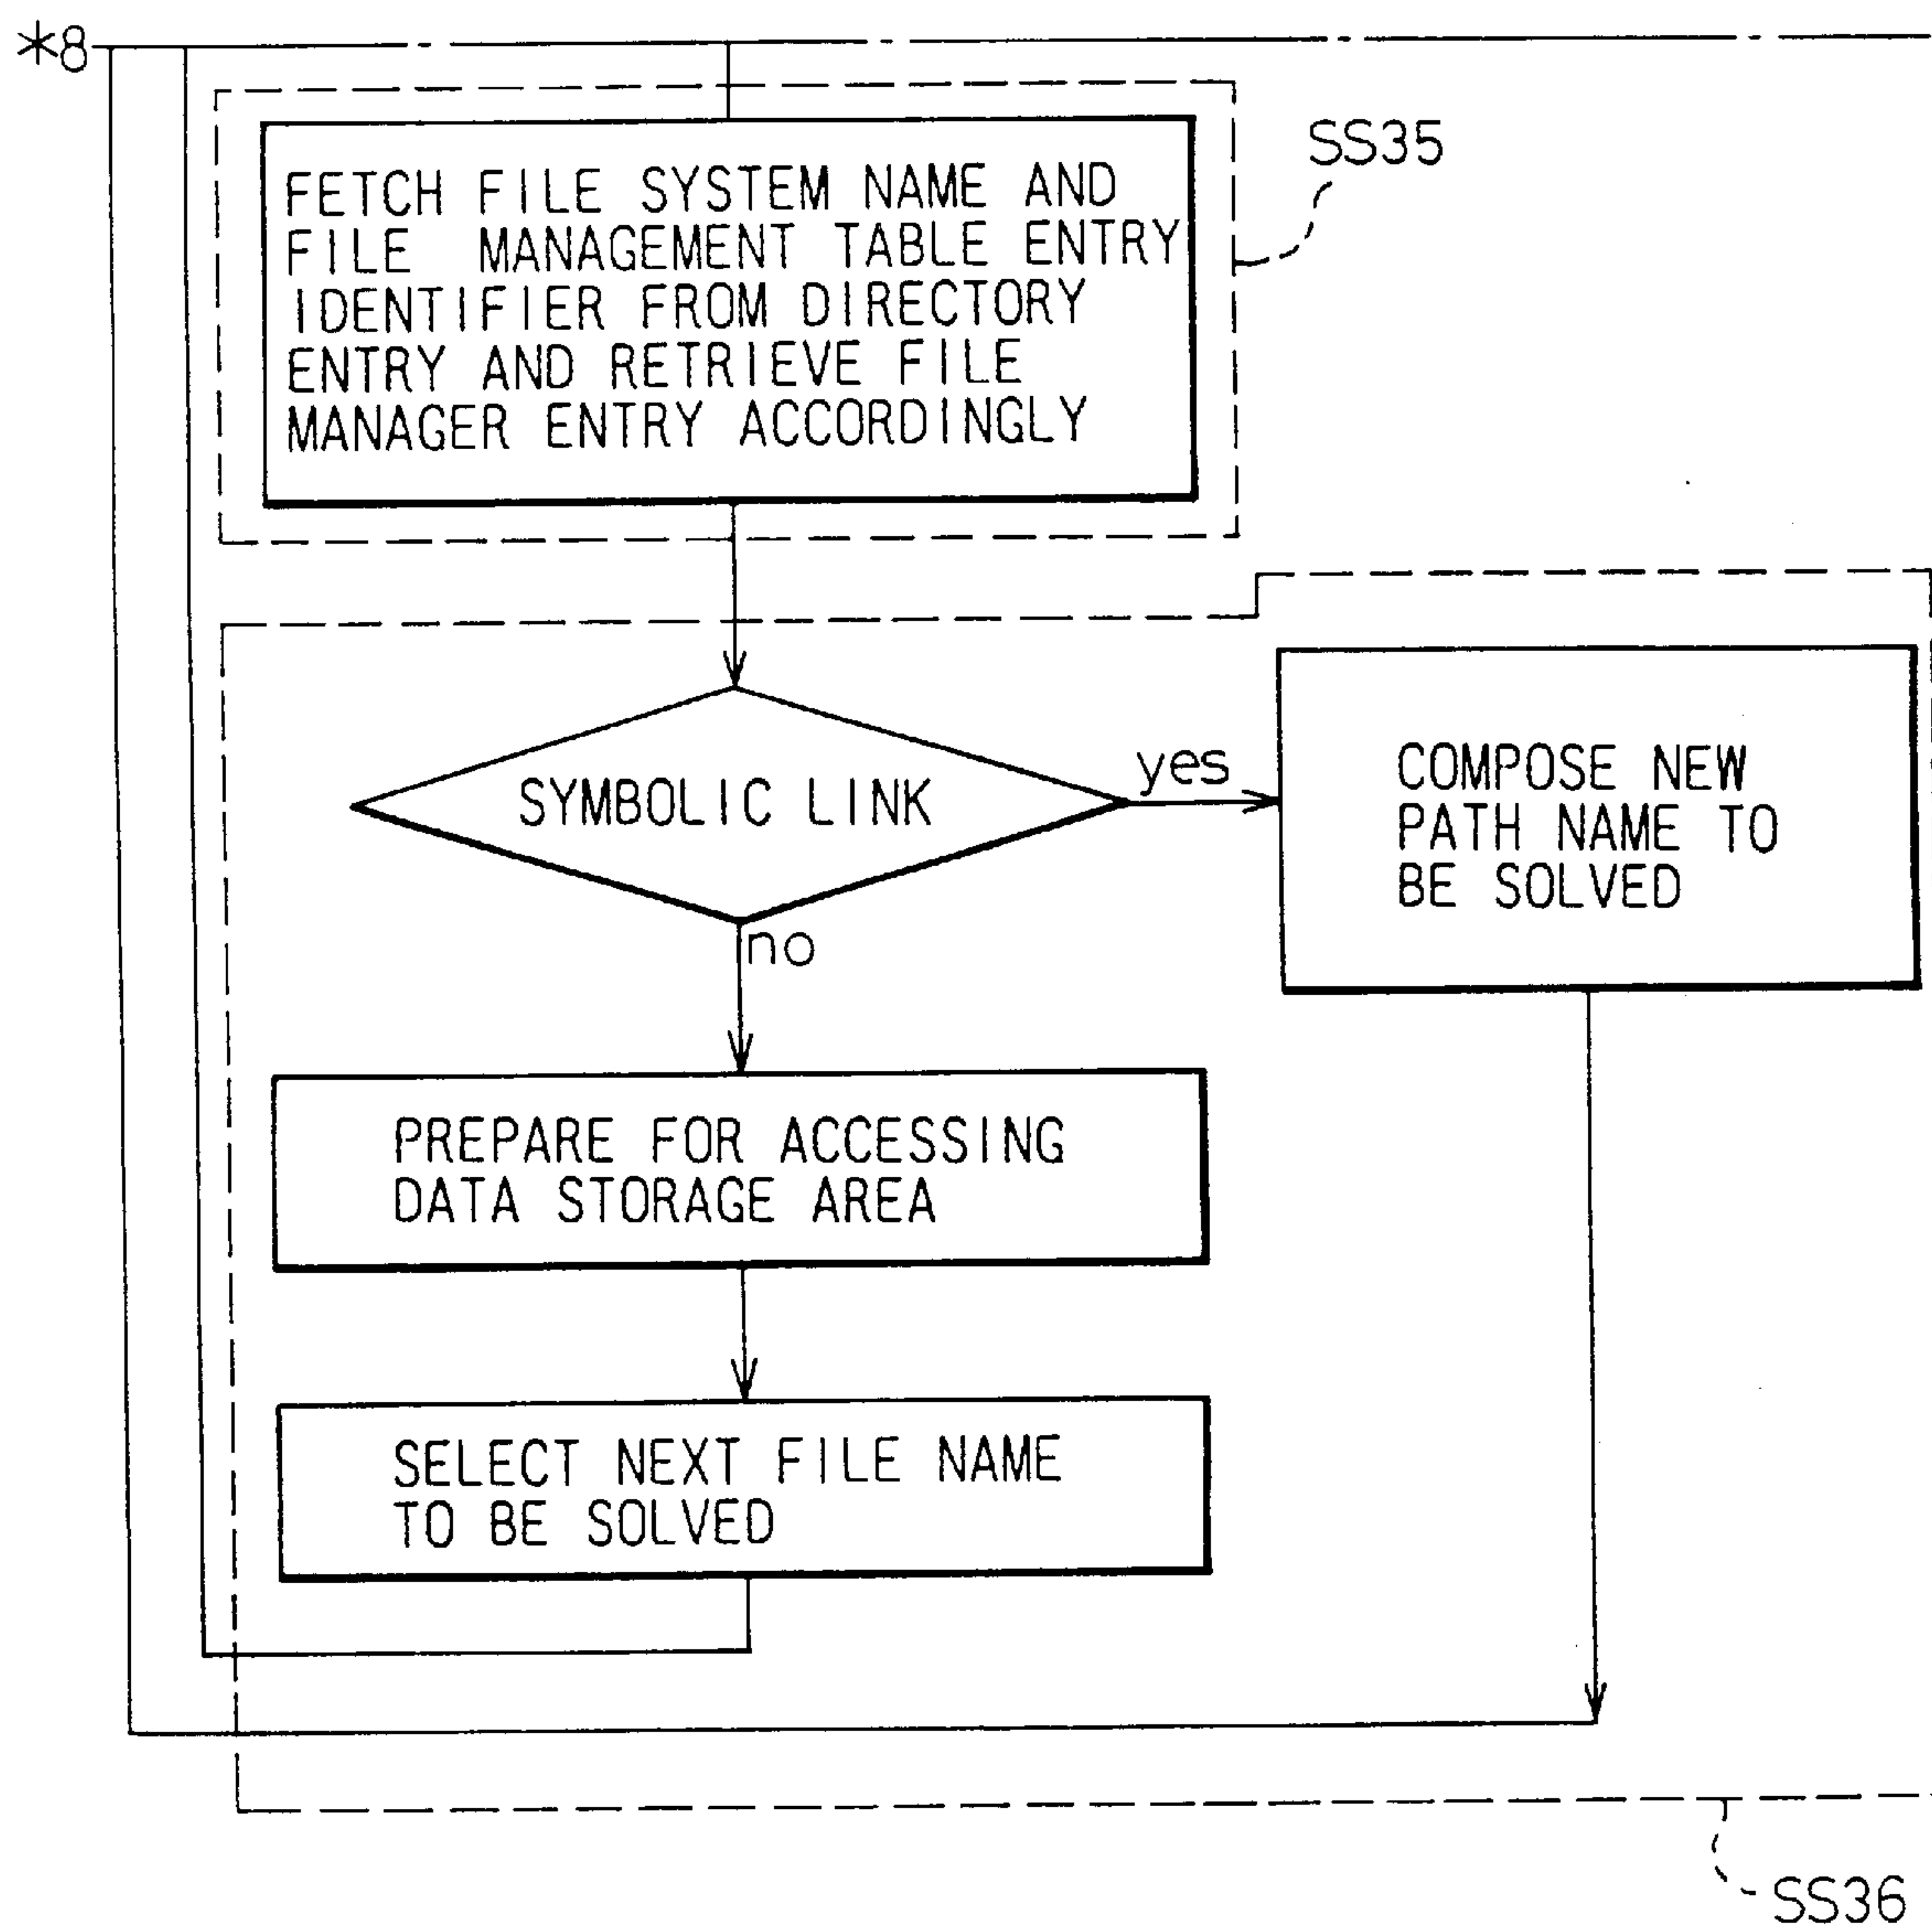 *8
SS35
FETCH FILE SYSTEM NAME AND
FILE MANAGEMENT TABLE ENTRY
IDENTIFIER FROM DIRECTORY
ENTRY AND RETRIEVE FILE
MANAGER ENTRY ACCORDINGLY
SYMBOLIC LINK
yes
COMPOSE NEW
PATH NAME TO
BE SOLVED
no
PREPARE FOR ACCESSING
DATA STORAGE AREA
SELECT NEXT FILE NAME
TO BE SOLVED
SS36